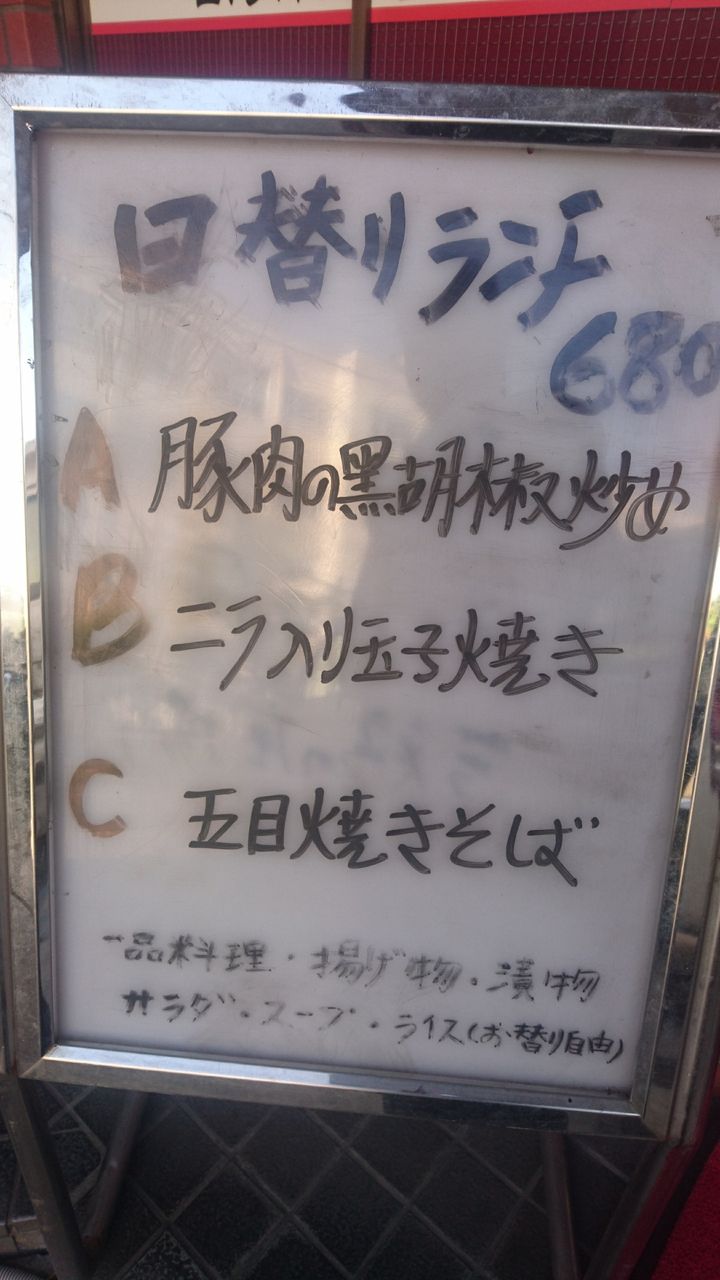 日替りランチ
680
A 豚肉の黒胡椒炒め
B ニラ入り玉子焼き
C 五目焼きそば
一品料理・揚げ物・漬物
サラダ・スープ・ライス(お替り自由)